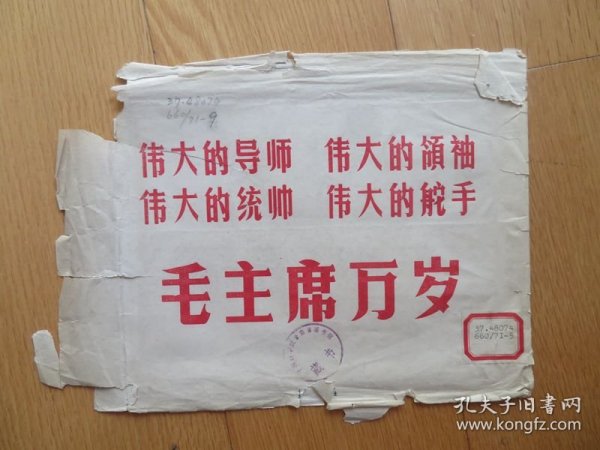 37.48074
660/71-9
伟大的导师 伟大的領袖
伟大的统帅 伟大的舵手
毛主席万岁
37.48074
660/71-5
孔夫子旧書网
www.kongfz.com